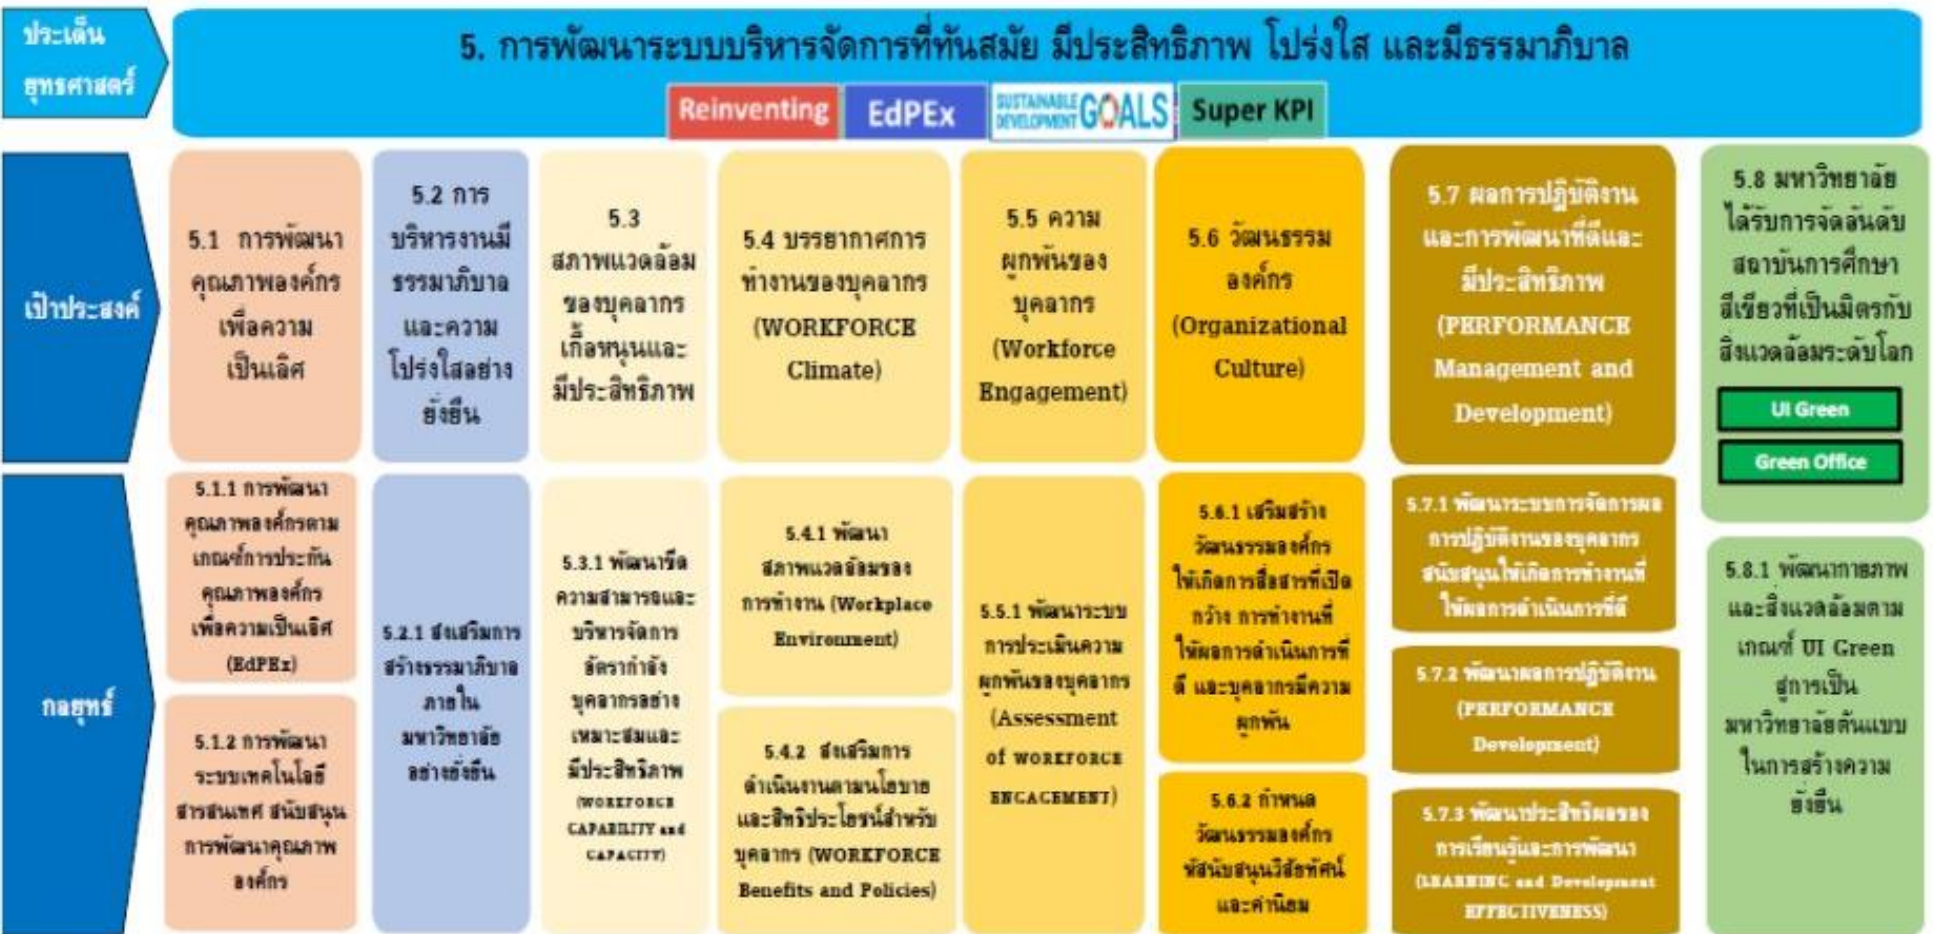 ประเด็น
ยุทธศาสตร์
5. การพัฒนาระบบบริหารจัดการที่ทันสมัย มีประสิทธิภาพ โปร่งใส และมีธรรมาภิบาล
Reinventing
EdPEx
SUSTAINABLE
DEVELOPMENT GOALS
Super KPI
เป้าประสงค์
5.1 การพัฒนา
คุณภาพองค์กร
เพื่อความ
เป็นเลิศ
5.2 การ
บริหารงานมี
ธรรมาภิบาล
และความ
โปร่งใสอย่าง
ยั่งยืน
5.3
สภาพแวดล้อม
ของบุคลากร
เกื้อหนุนและ
มีประสิทธิภาพ
5.4 บรรยากาศการ
ทำงานของบุคลากร
(WORKFORCE
Climate)
5.5 ความ
ผูกพันของ
บุคลากร
(Workforce
Engagement)
5.6 วัฒนธรรม
องค์กร
(Organizational
Culture)
5.7 ผลการปฏิบัติงาน
และการพัฒนาที่ดีและ
มีประสิทธิภาพ
(PERFORMANCE
Management and
Development)
5.8 มหาวิทยาลัย
ได้รับการจัดอันดับ
สถาบันการศึกษา
สีเขียวที่เป็นมิตรกับ
สิ่งแวดล้อมระดับโลก
UI Green
Green Office
กลยุทธ์
5.1.1 การพัฒนา
คุณภาพองค์กรตาม
เกณฑ์การประกัน
คุณภาพองค์กร
เพื่อความเป็นเลิศ
(EdPEx)
5.1.2 การพัฒนา
ระบบเทคโนโลยี
สารสนเทศ สนับสนุน
การพัฒนาคุณภาพ
องค์กร
5.2.1 ส่งเสริมการ
สร้างธรรมาภิบาล
ภายใน
มหาวิทยาลัย
อย่างยั่งยืน
5.3.1 พัฒนาขีด
ความสามารถและ
บริหารจัดการ
อัตรากำลัง
บุคลากรอย่าง
เหมาะสมและ
มีประสิทธิภาพ
(WORKFORCE
CAPABILITY and
CAPACITY)
5.4.1 พัฒนา
สภาพแวดล้อมของ
การทำงาน (Workplace
Environment)
5.4.2 ส่งเสริมการ
ดำเนินงานตามนโยบาย
และสิทธิประโยชน์สำหรับ
บุคลากร (WORKFORCE
Benefits and Policies)
5.5.1 พัฒนาระบบ
การประเมินความ
ผูกพันของบุคลากร
(Assessment
of WORKFORCE
ENGAGEMENT)
5.6.1 เสริมสร้าง
วัฒนธรรมองค์กร
ให้เกิดการสื่อสารที่เปิด
กว้าง การทำงานที่
ให้ผลการดำเนินการที่
ดี และบุคลากรมีความ
ผูกพัน
5.6.2 กำหนด
วัฒนธรรมองค์กร
ที่สนับสนุนวิสัยทัศน์
และค่านิยม
5.7.1 พัฒนาระบบการจัดการผล
การปฏิบัติงานของบุคลากร
สนับสนุนให้เกิดการทำงานที่
ให้ผลการดำเนินการที่ดี
5.7.2 พัฒนาผลการปฏิบัติงาน
(PERFORMANCE
Development)
5.7.3 พัฒนาประสิทธิผลของ
การเรียนรู้และการพัฒนา
(LEARNING and Development
EFFECTIVENESS)
5.8.1 พัฒนากายภาพ
และสิ่งแวดล้อมตาม
เกณฑ์ UI Green
สู่การเป็น
มหาวิทยาลัยต้นแบบ
ในการสร้างความ
ยั่งยืน